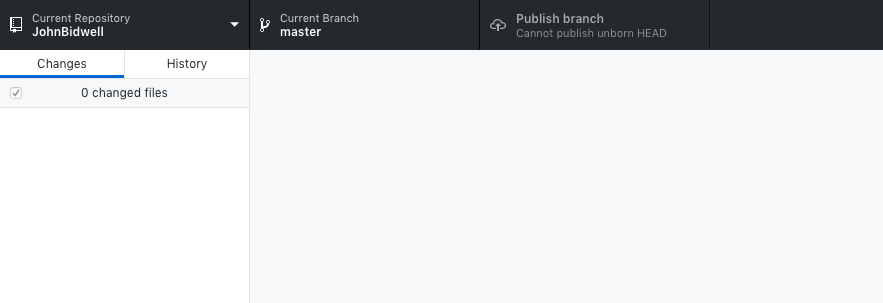 Current Repository
JohnBidwell
Current Branch
master
Publish branch
Cannot publish unborn HEAD
Changes
History
0 changed files